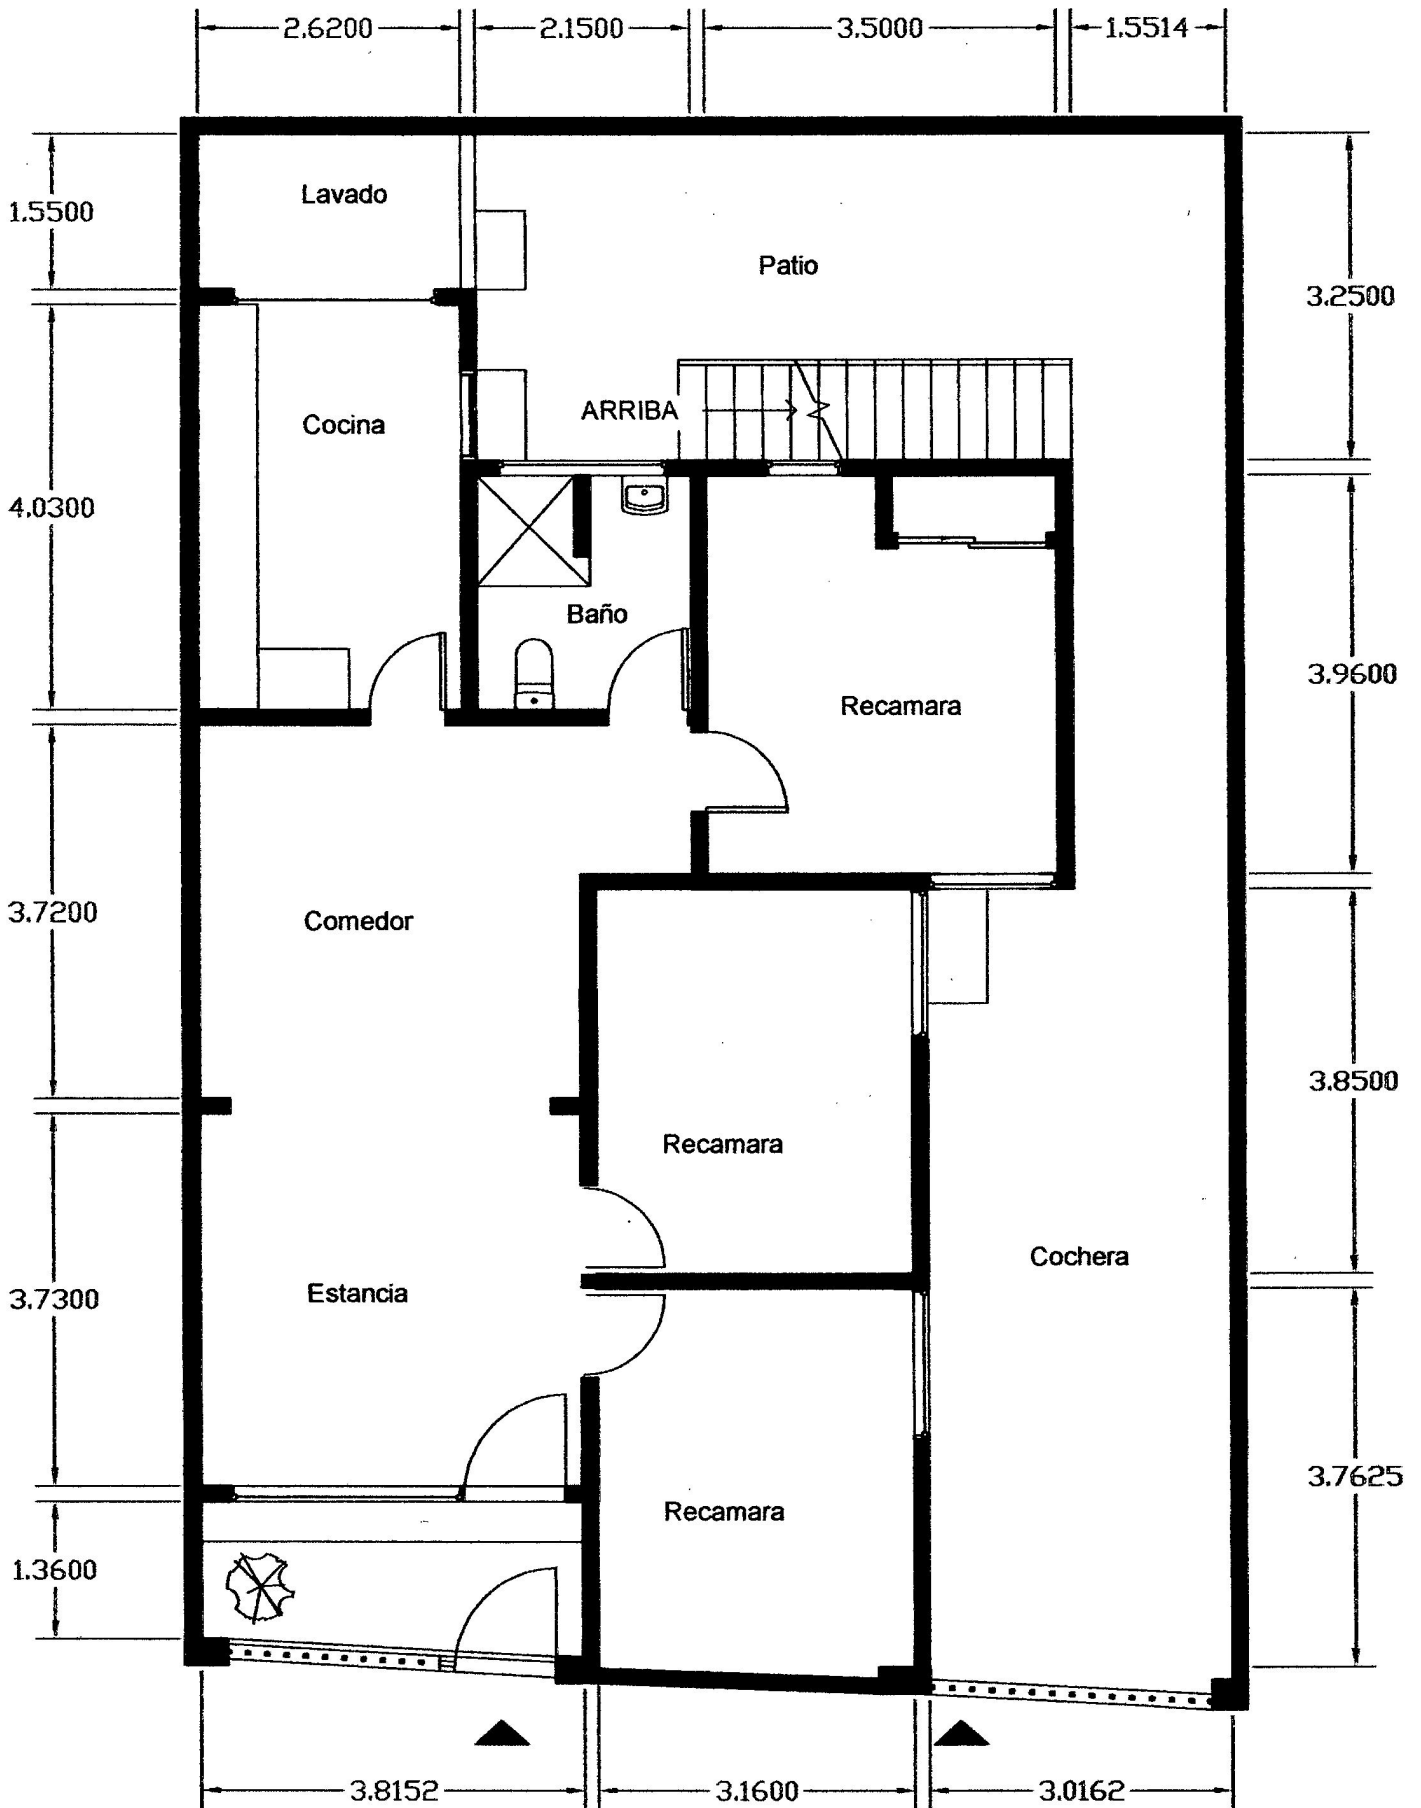 2.6200 2.1500 3.5000 1.5514
Lavado
1.5500
Patio
3.2500
ARRIBA
Cocina
4.0300
Baño
3.9600
Recamara
3.7200
Comedor
3.8500
Recamara
Cochera
3.7300
Estancia
3.7625
Recamara
1.3600
3.8152 3.1600 3.0162